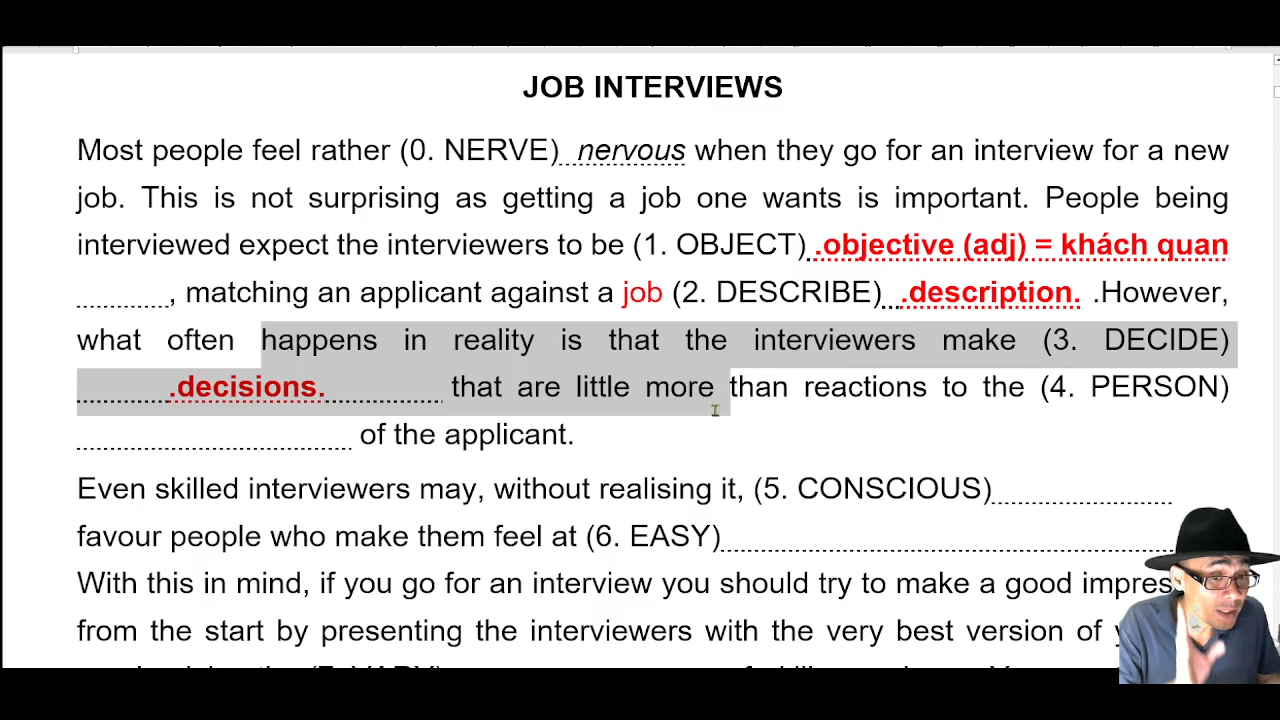 JOB INTERVIEWS
Most people feel rather (0. NERVE) nervous when they go for an interview for a new
job. This is not surprising as getting a job one wants is important. People being
interviewed expect the interviewers to be (1. OBJECT) .objective (adj) = khách quan
, matching an applicant against a job (2. DESCRIBE) .description. .However,
what often happens in reality is that the interviewers make (3. DECIDE)
.decisions. that are little more than reactions to the (4. PERSON)
of the applicant.
Even skilled interviewers may, without realising it, (5. CONSCIOUS)
favour people who make them feel at (6. EASY)
With this in mind, if you go for an interview you should try to make a good
from the start by presenting the interviewers with the very best version of